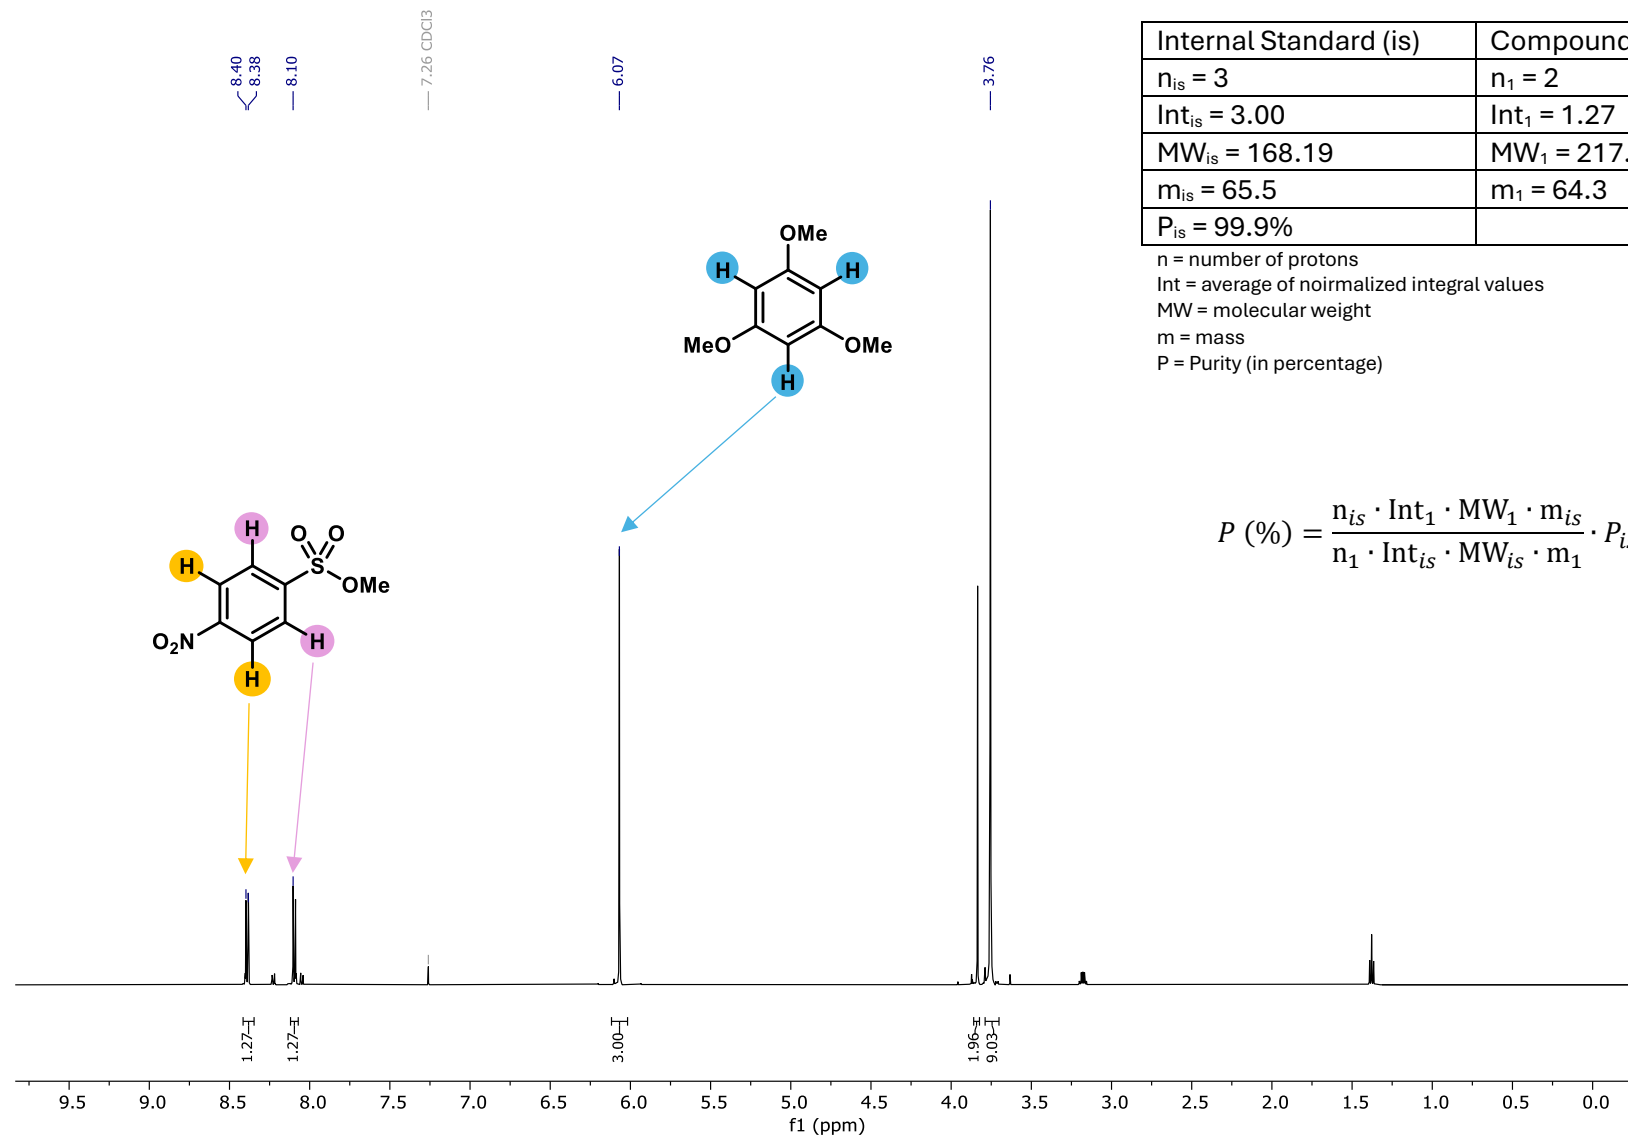 8.40
8.38
8.10
7.26 CDCl3
6.07
3.76
Internal Standard (is) Compound
nis = 3 n1 = 2
Intis = 3.00 Int1 = 1.27
MWis = 168.19 MW1 = 217.
mis = 65.5 m1 = 64.3
Pis = 99.9%
n = number of protons
Int = average of noirmalized integral values
MW = molecular weight
m = mass
P = Purity (in percentage)
OMe
H H
MeO OMe
H
P (%) = nis · Int1 · MW1 · mis / n1 · Intis · MWis · m1 · Pis
H O O
H S
OMe
O2N H
H
1.27
1.27
3.00
1.96
9.03
9.5 9.0 8.5 8.0 7.5 7.0 6.5 6.0 5.5 5.0 4.5 4.0 3.5 3.0 2.5 2.0 1.5 1.0 0.5 0.0
f1 (ppm)